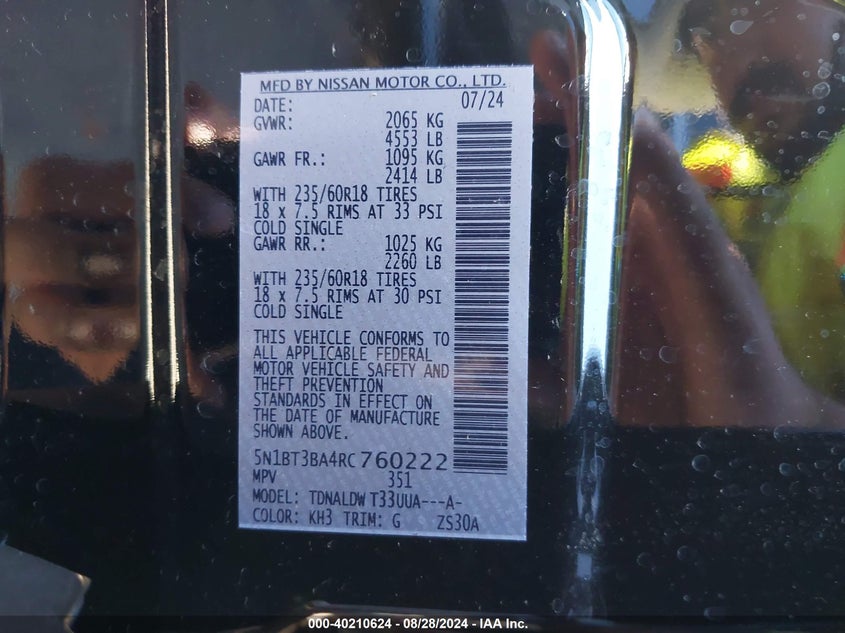 MFD BY NISSAN MOTOR CO., LTD.
DATE: 07/24
GVWR: 2065 KG
4553 LB
GAWR FR.: 1095 KG
2414 LB
WITH 235/60R18 TIRES
18 x 7.5 RIMS AT 33 PSI
COLD SINGLE
GAWR RR.: 1025 KG
2260 LB
WITH 235/60R18 TIRES
18 x 7.5 RIMS AT 30 PSI
COLD SINGLE
THIS VEHICLE CONFORMS TO
ALL APPLICABLE FEDERAL
MOTOR VEHICLE SAFETY AND
THEFT PREVENTION
STANDARDS IN EFFECT ON
THE DATE OF MANUFACTURE
SHOWN ABOVE.
5N1BT3BA4RC760222
MPV 351
MODEL: TDNALDW T33UUA---A-
COLOR: KH3 TRIM: G ZS30A
000-40210624 - 08/28/2024 - IAA Inc.